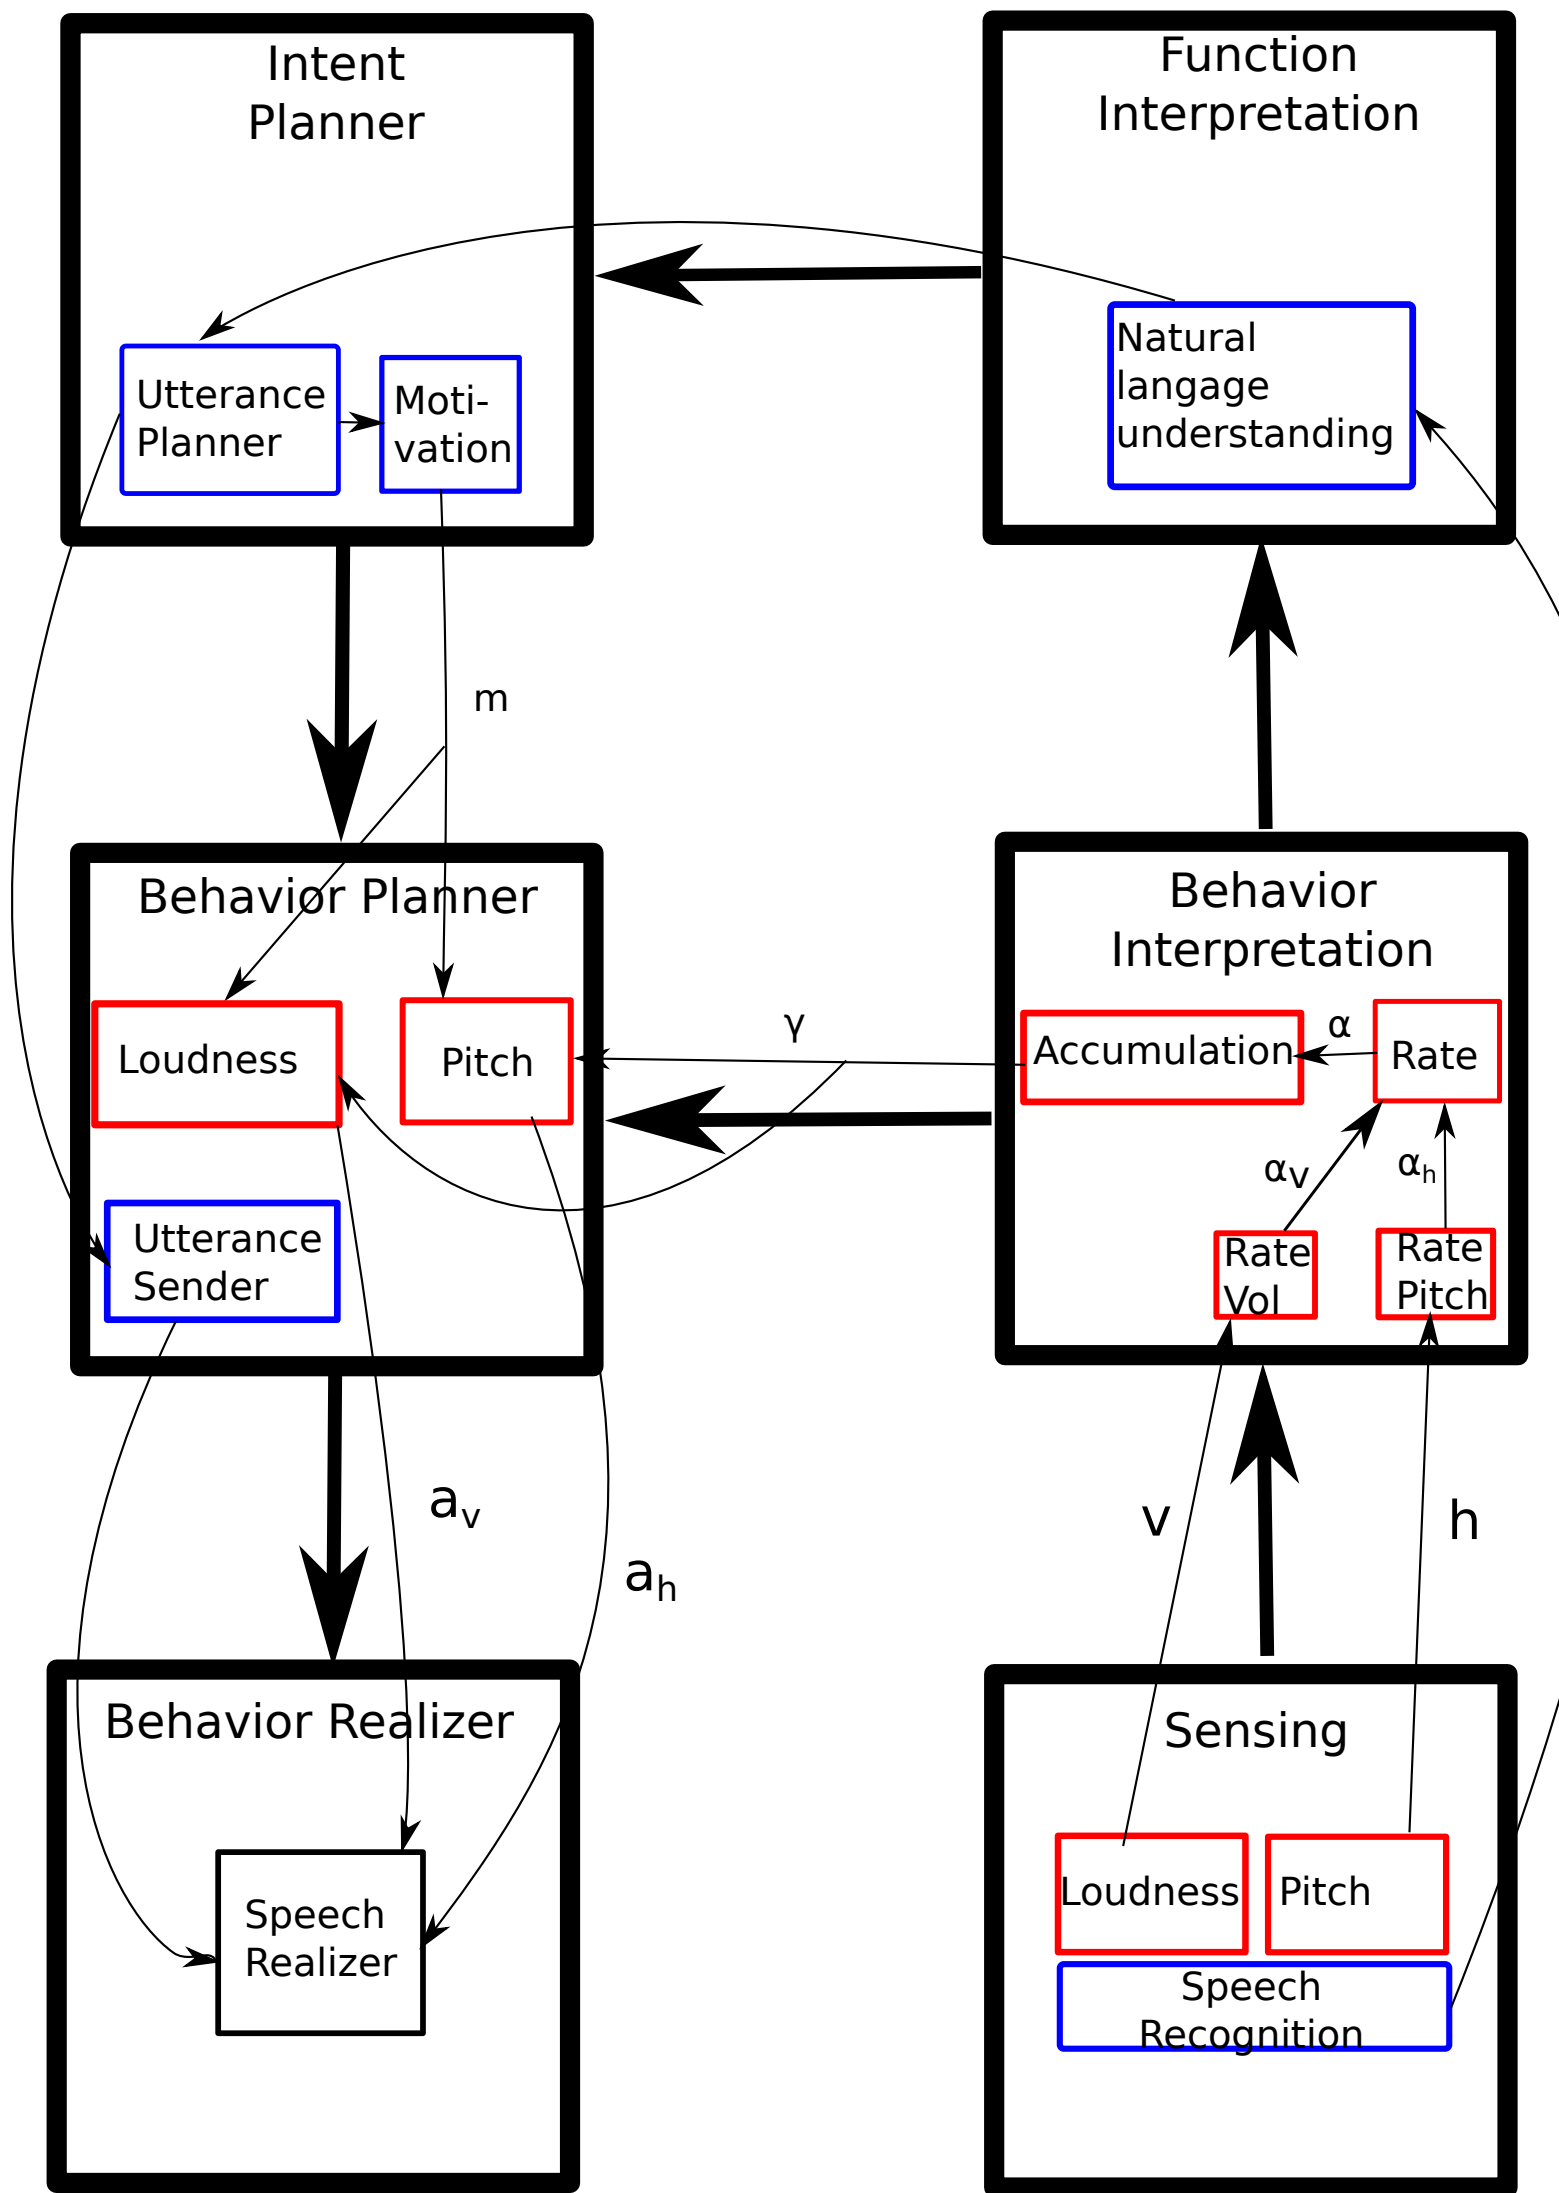 Intent
Planner
Function
Interpretation
Utterance
Planner
Moti-
vation
Natural
langage
understanding
m
Behavior Planner
Loudness
Pitch
Utterance
Sender
γ
Behavior
Interpretation
Accumulation
α
Rate
αv
αh
Rate
Vol
Rate
Pitch
av
ah
v
h
Behavior Realizer
Speech
Realizer
Sensing
Loudness
Pitch
Speech
Recognition